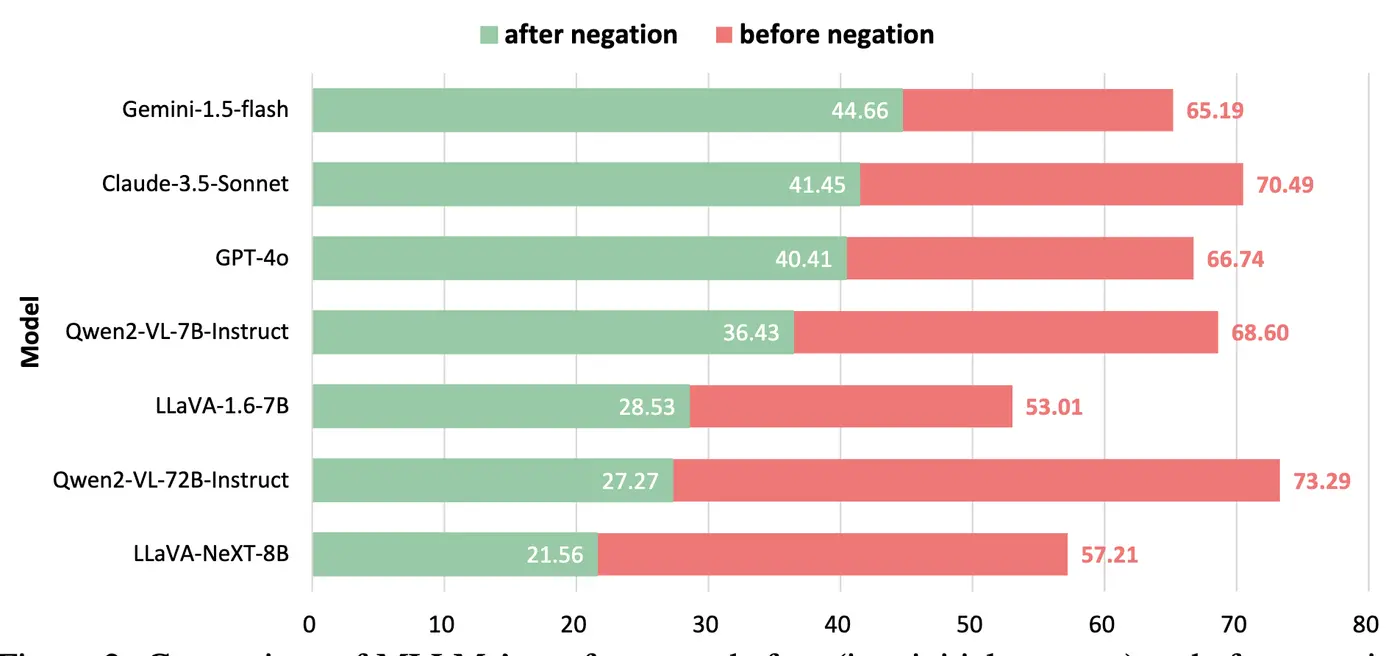 after negation before negation
Gemini-1.5-flash 44.66 65.19
Claude-3.5-Sonnet 41.45 70.49
GPT-4o 40.41 66.74
Model
Qwen2-VL-7B-Instruct 36.43 68.60
LLaVA-1.6-7B 28.53 53.01
Qwen2-VL-72B-Instruct 27.27 73.29
LLaVA-NeXT-8B 21.56 57.21
0 10 20 30 40 50 60 70 80